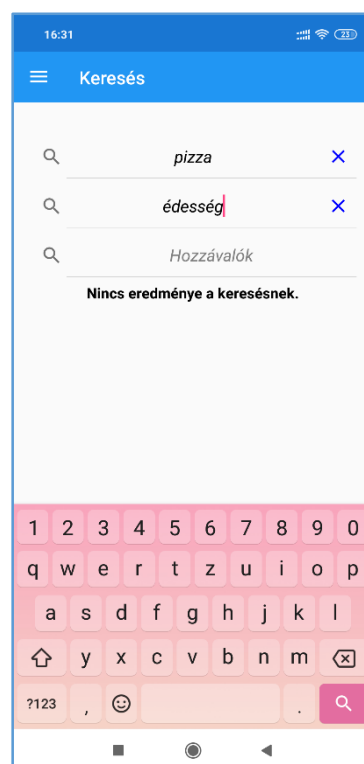 16:31 23
Keresés
pizza
édesség
Hozzávalók
Nincs eredménye a keresésnek.
1 2 3 4 5 6 7 8 9 0
q w e r t z u i o p
a s d f g h j k l
y x c v b n m
?123 , .